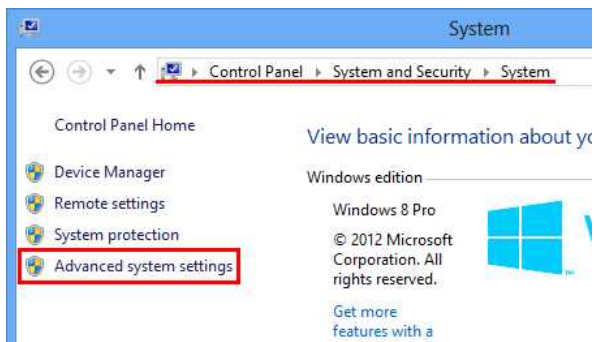 System
Control Panel System and Security System
Control Panel Home
View basic information about
Device Manager
Windows edition
Remote settings
Windows 8 Pro
System protection
© 2012 Microsoft
Corporation. All
rights reserved.
Advanced system settings
Get more
features with a